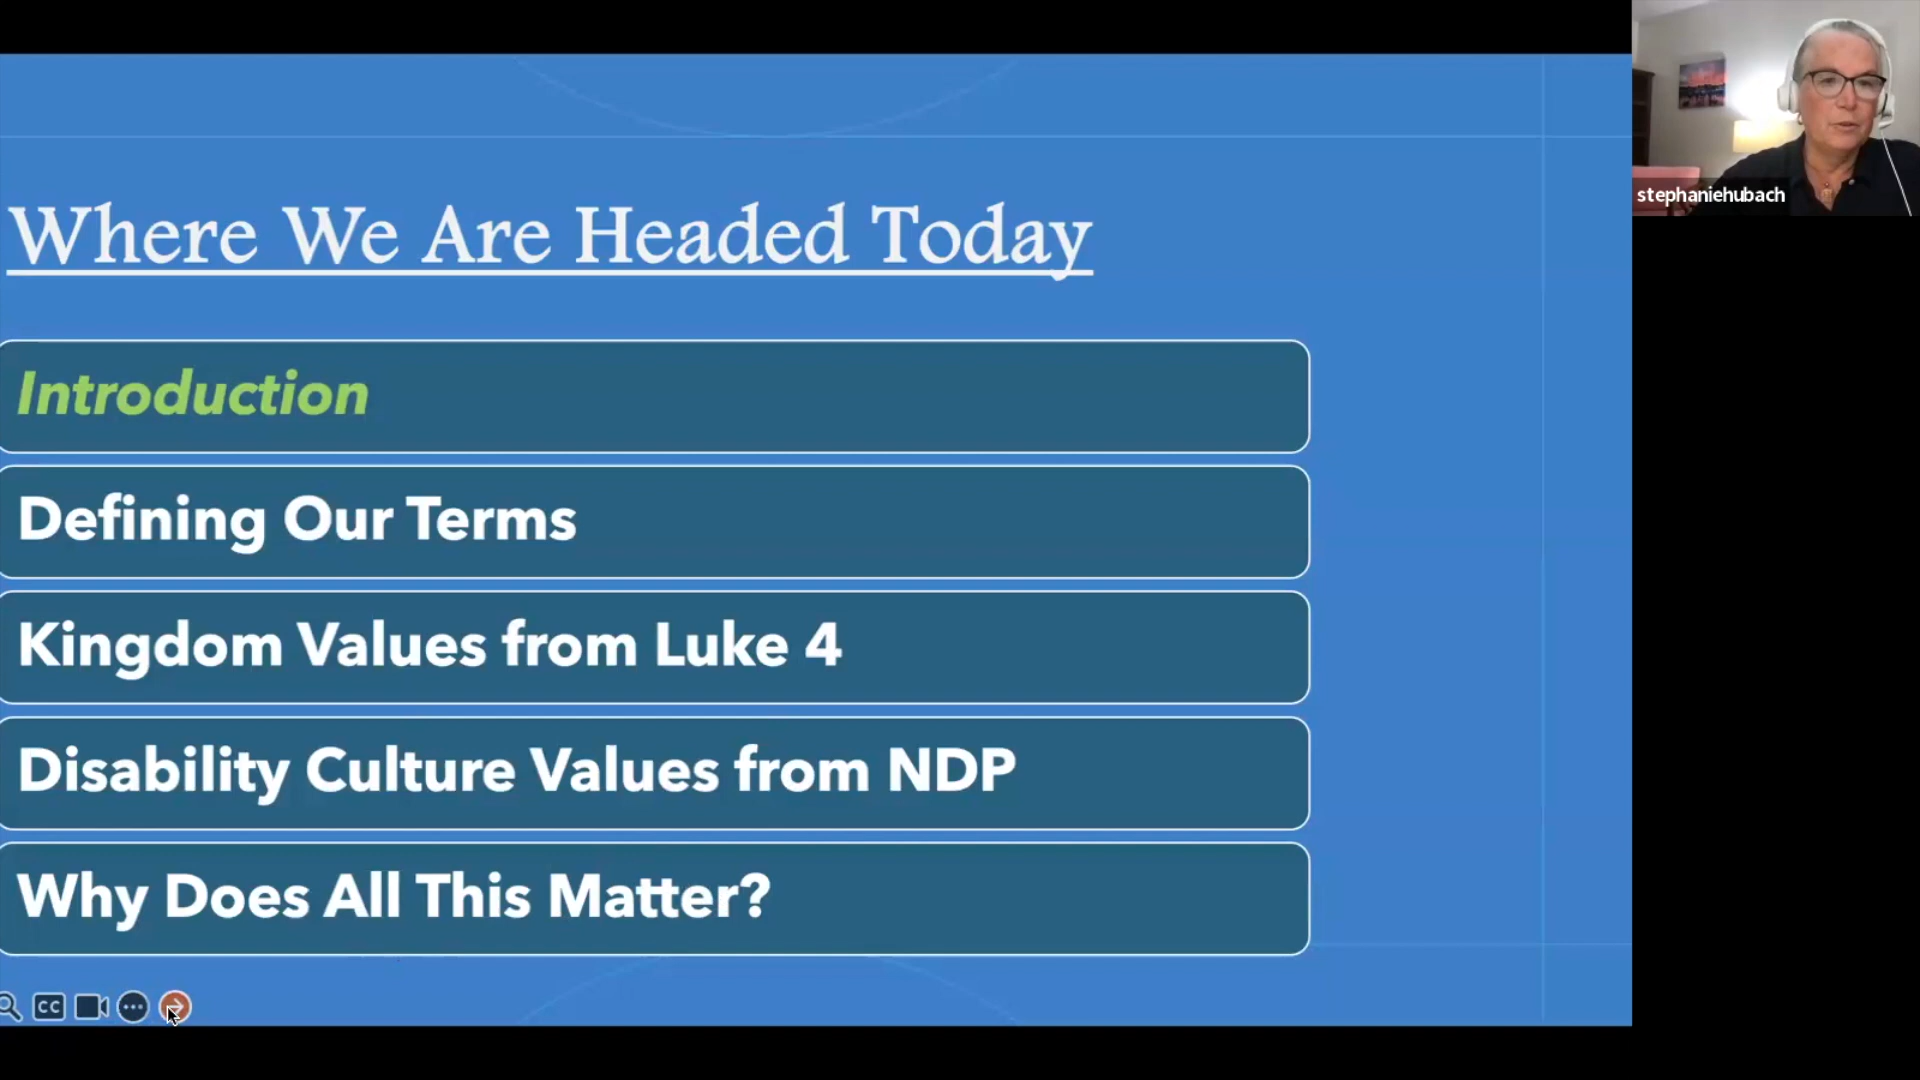 Where We Are Headed Today
Introduction
Defining Our Terms
Kingdom Values from Luke 4
Disability Culture Values from NDP
Why Does All This Matter?
CC
stephaniehubach